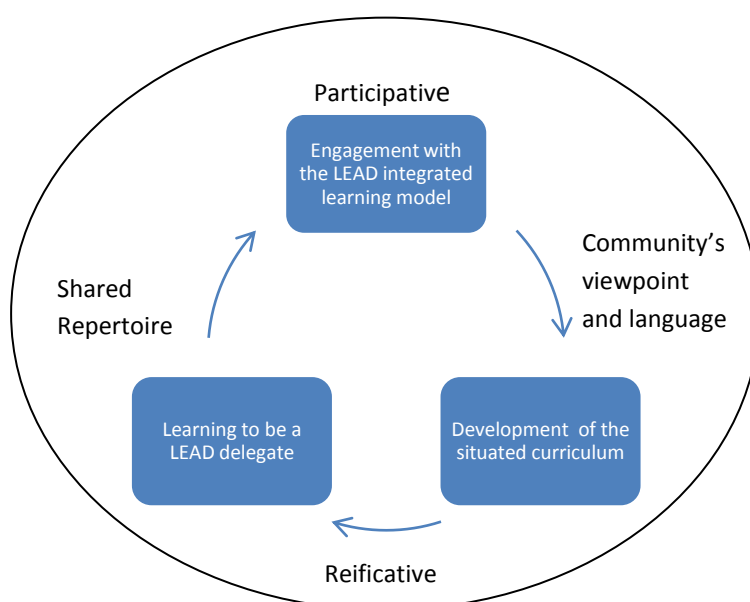 Participative
Engagement with
the LEAD integrated
learning model
Community's
viewpoint
and language
Shared
Repertoire
Learning to be a
LEAD delegate
Development of the
situated curriculum
Reificative